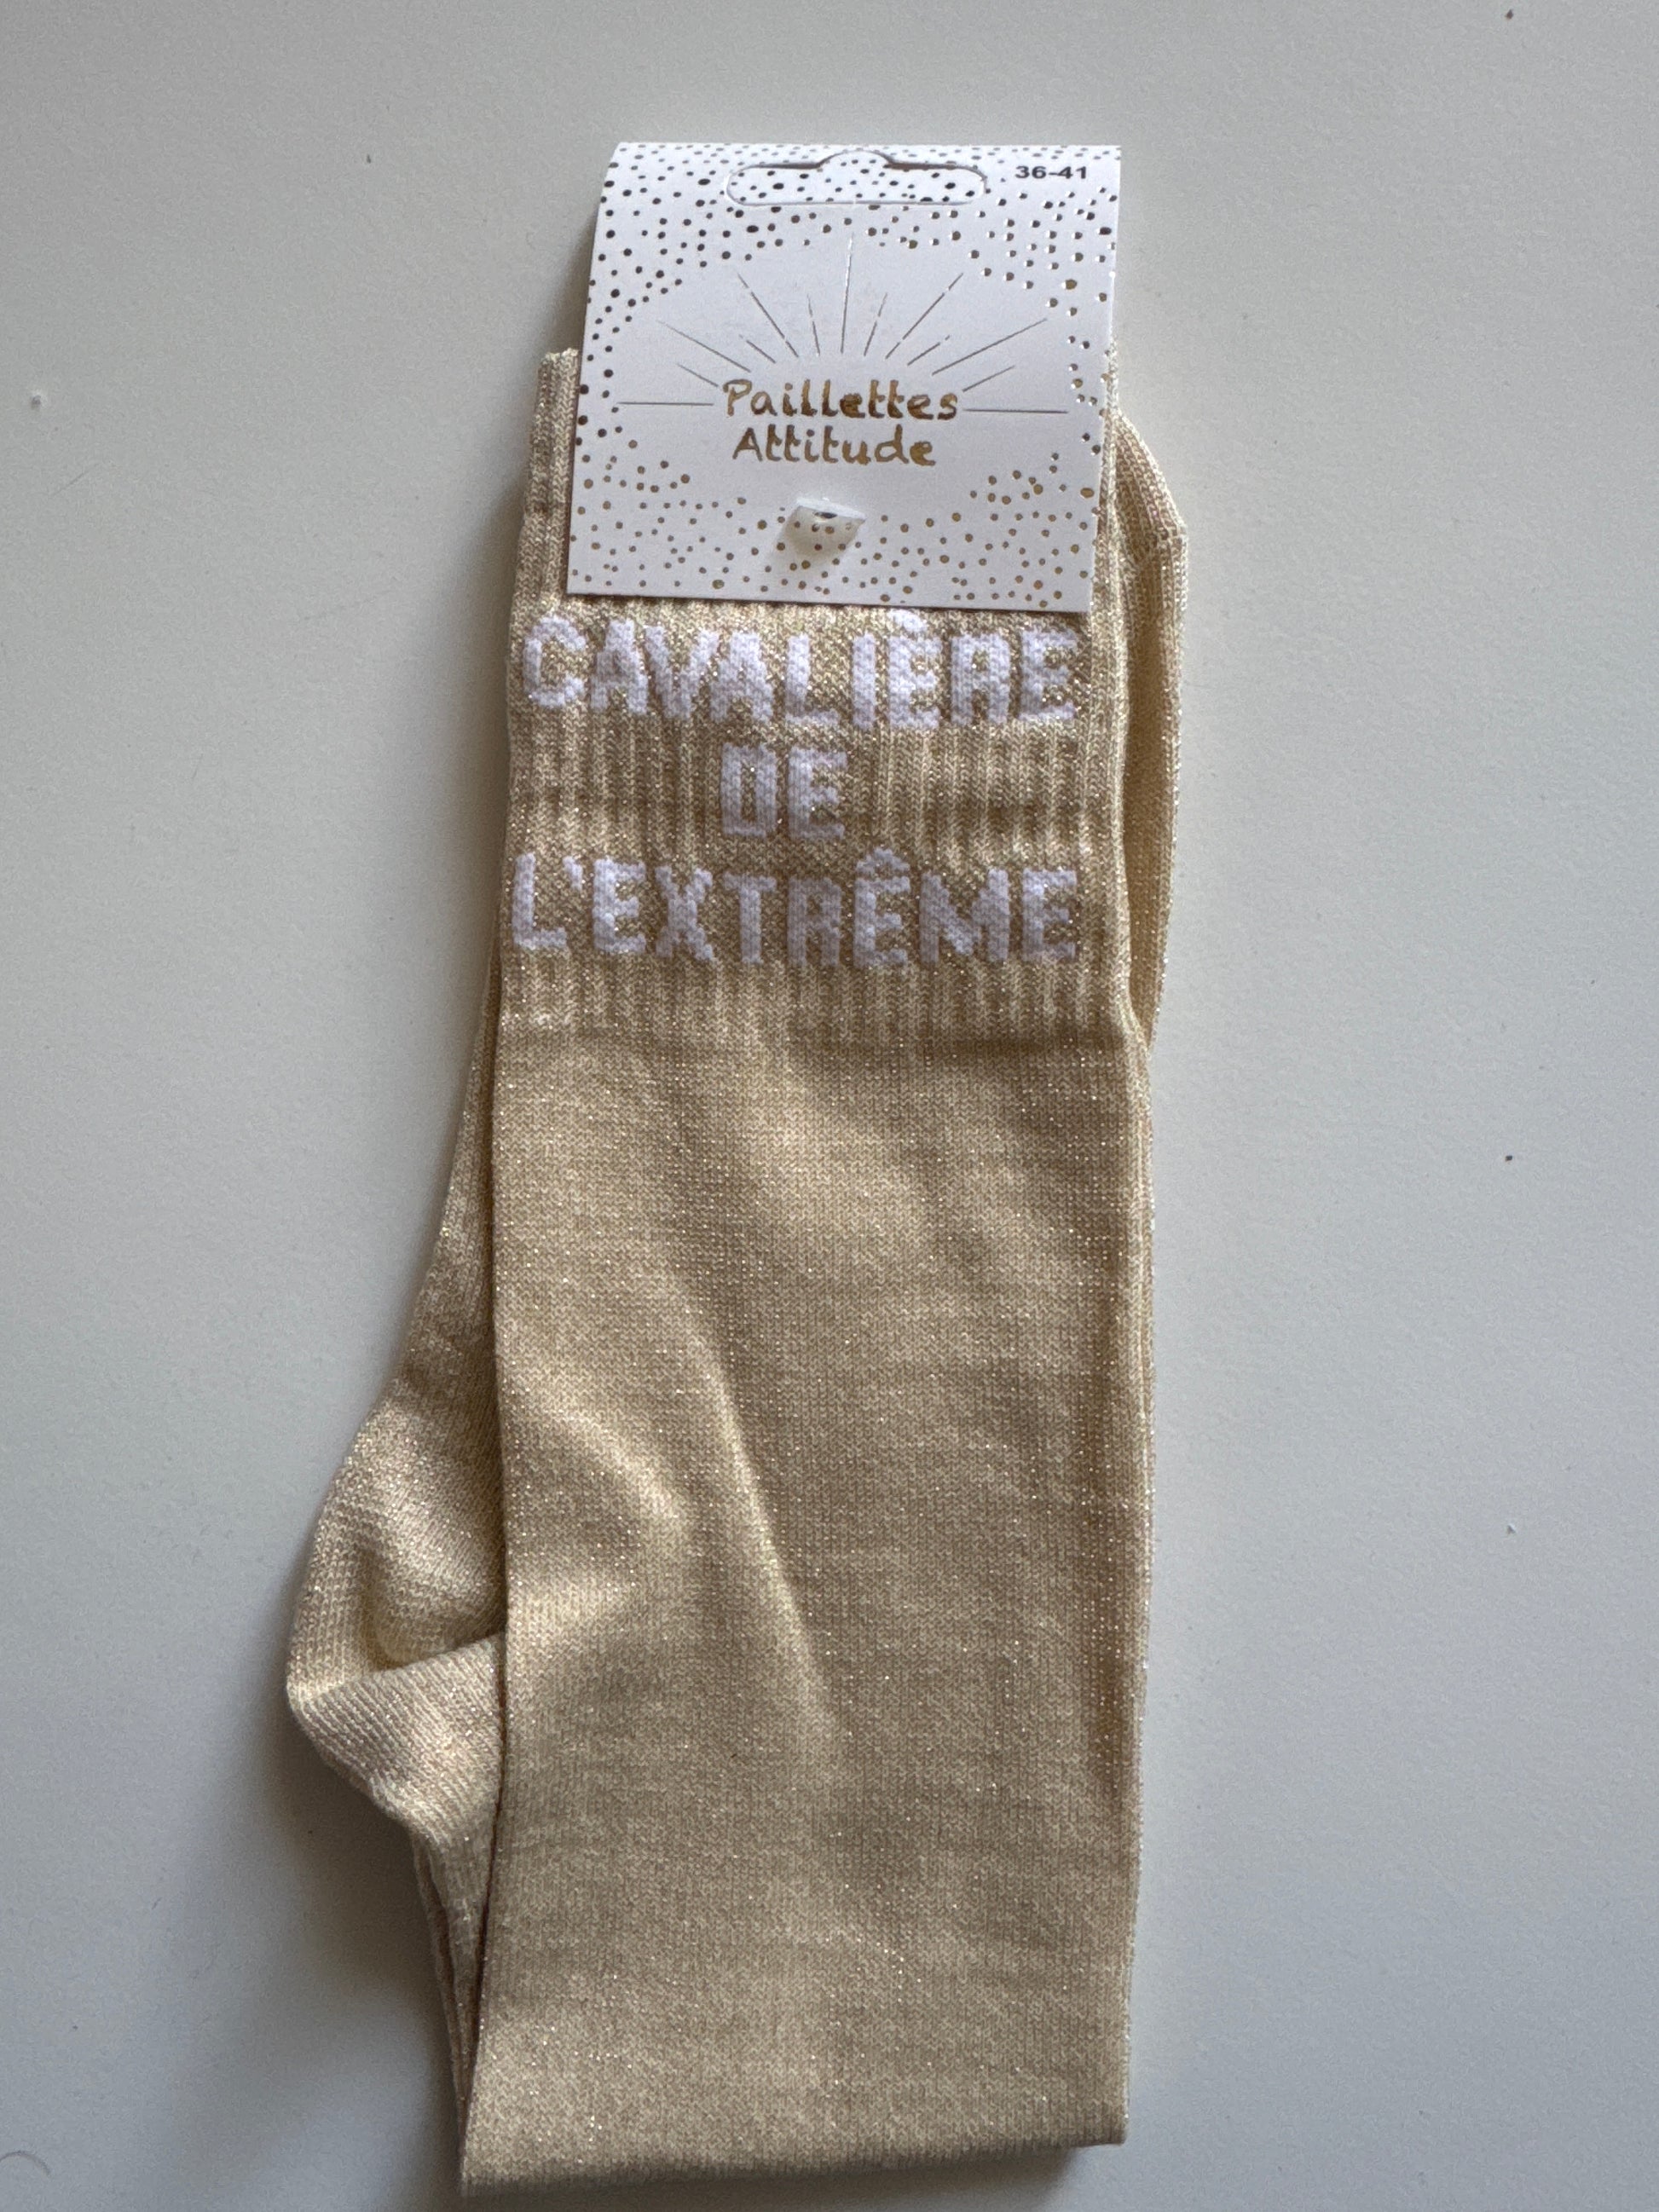 36-41
Paillettes
Attitude
CAVALIÈRE
DE
L'EXTRÊME